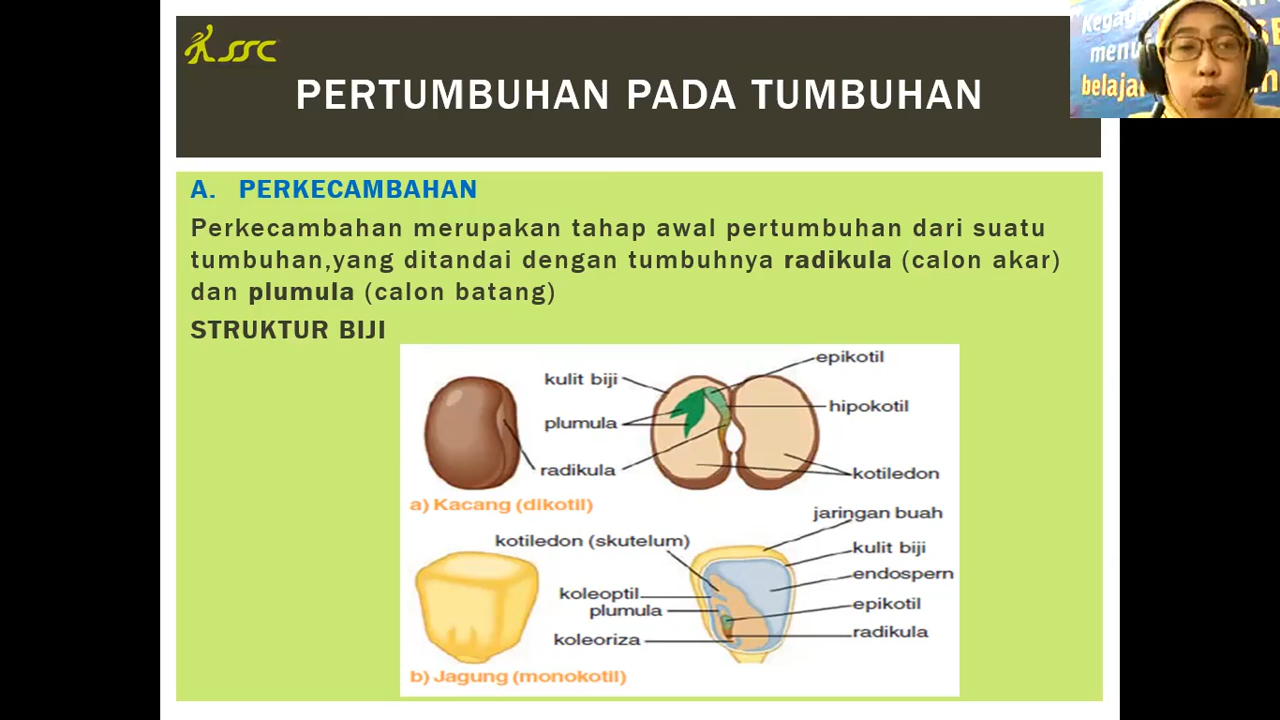 SSC
PERTUMBUHAN PADA TUMBUHAN
A. PERKECAMBAHAN
Perkecambahan merupakan tahap awal pertumbuhan dari suatu
tumbuhan,yang ditandai dengan tumbuhnya radikula (calon akar)
dan plumula (calon batang)
STRUKTUR BIJI
epikotil
kulit biji
hipokotil
plumula
radikula
kotiledon
a) Kacang (dikotil)
jaringan buah
kotiledon (skutelum)
kulit biji
endospern
koleoptil
plumula
epikotil
koleoriza
radikula
b) Jagung (monokotil)